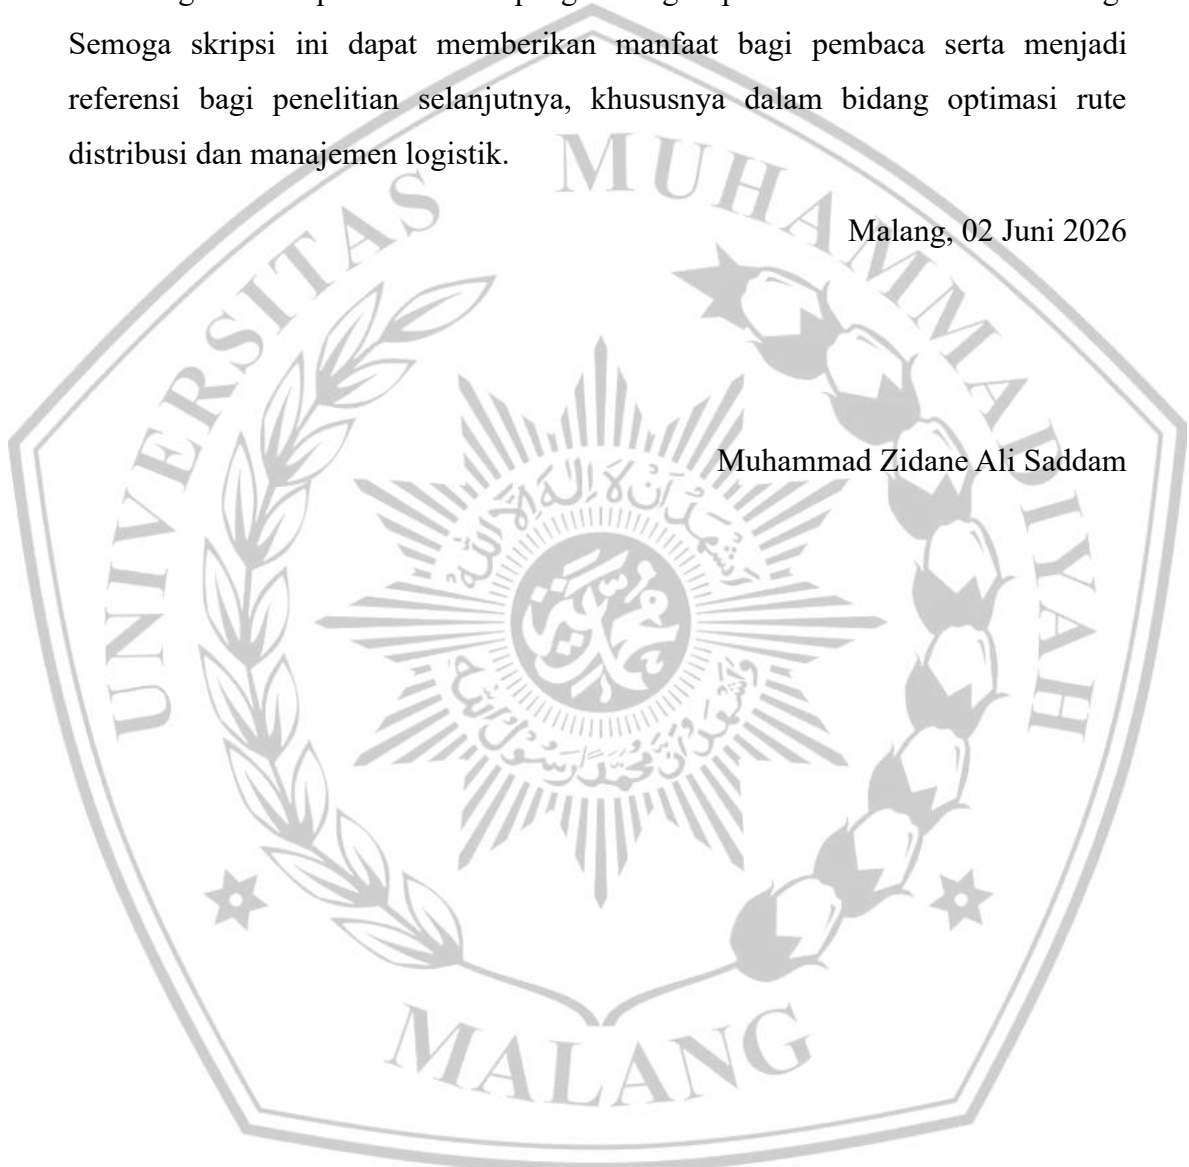 Semoga skripsi ini dapat memberikan manfaat bagi pembaca serta menjadi
referensi bagi penelitian selanjutnya, khususnya dalam bidang optimasi rute
distribusi dan manajemen logistik.
Malang, 02 Juni 2026
Muhammad Zidane Ali Saddam
UNIVERSITAS MUHAMMADIYAH
MALANG